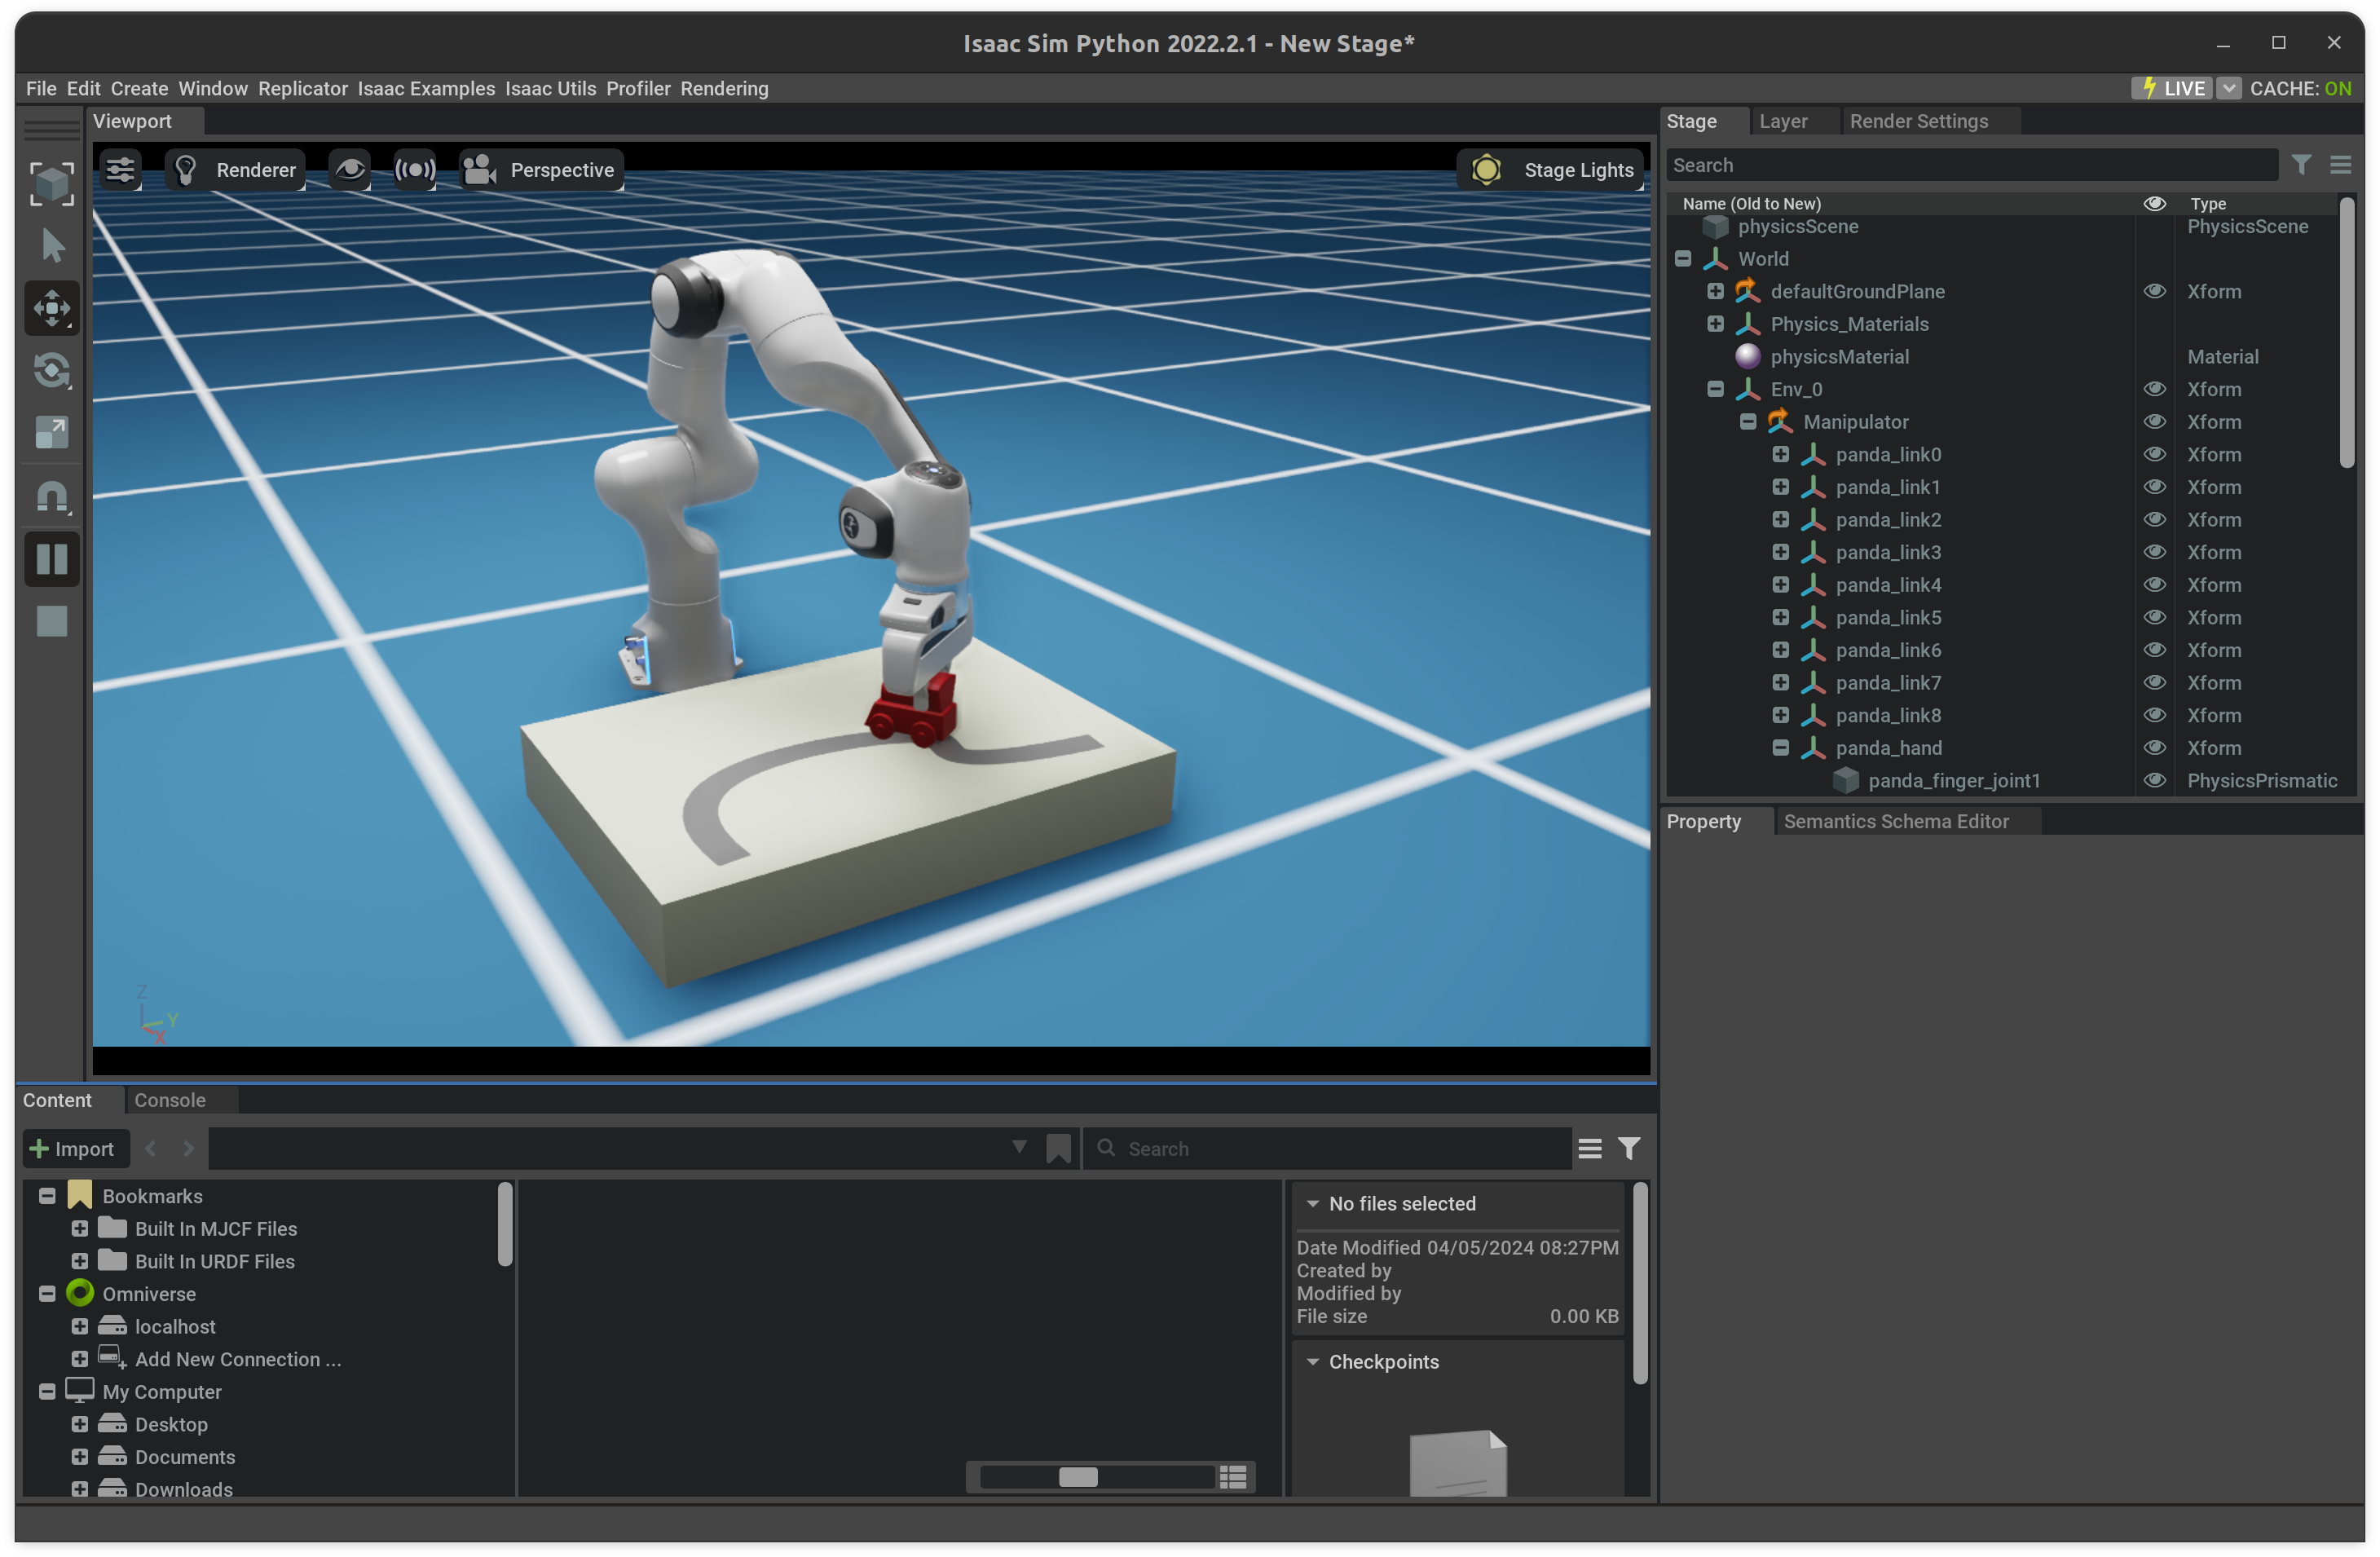 Isaac Sim Python 2022.2.1 - New Stage*
File Edit Create Window Replicator Isaac Examples Isaac Utils Profiler Rendering
LIVE CACHE: ON
Viewport
Renderer
Perspective
Stage Lights
Z
Y
X
Stage Layer Render Settings
Search
Name (Old to New) Type
physicsScene PhysicsScene
World
defaultGroundPlane Xform
Physics_Materials
physicsMaterial Material
Env_0 Xform
Manipulator Xform
panda_link0 Xform
panda_link1 Xform
panda_link2 Xform
panda_link3 Xform
panda_link4 Xform
panda_link5 Xform
panda_link6 Xform
panda_link7 Xform
panda_link8 Xform
panda_hand Xform
panda_finger_joint1 PhysicsPrismatic
Property Semantics Schema Editor
Content Console
Import
Search
Bookmarks
Built In MJCF Files
Built In URDF Files
Omniverse
localhost
Add New Connection ...
My Computer
Desktop
Documents
Downloads
No files selected
Date Modified 04/05/2024 08:27PM
Created by
Modified by
File size 0.00 KB
Checkpoints